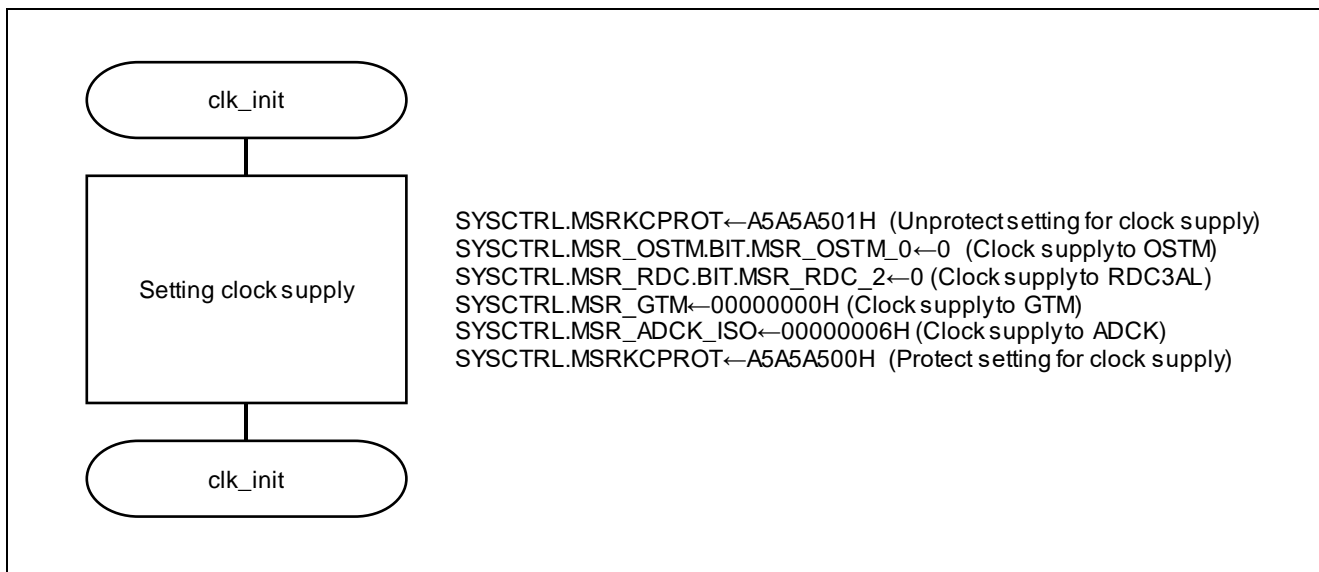 clk_init
Setting clock supply
SYSCTRL.MSRKCPROT←A5A5A501H (Unprotect setting for clock supply)
SYSCTRL.MSR_OSTM.BIT.MSR_OSTM_0←0 (Clock supply to OSTM)
SYSCTRL.MSR_RDC.BIT.MSR_RDC_2←0 (Clock supply to RDC3AL)
SYSCTRL.MSR_GTM←00000000H (Clock supply to GTM)
SYSCTRL.MSR_ADCK_ISO←00000006H (Clock supply to ADCK)
SYSCTRL.MSRKCPROT←A5A5A500H (Protect setting for clock supply)
clk_init